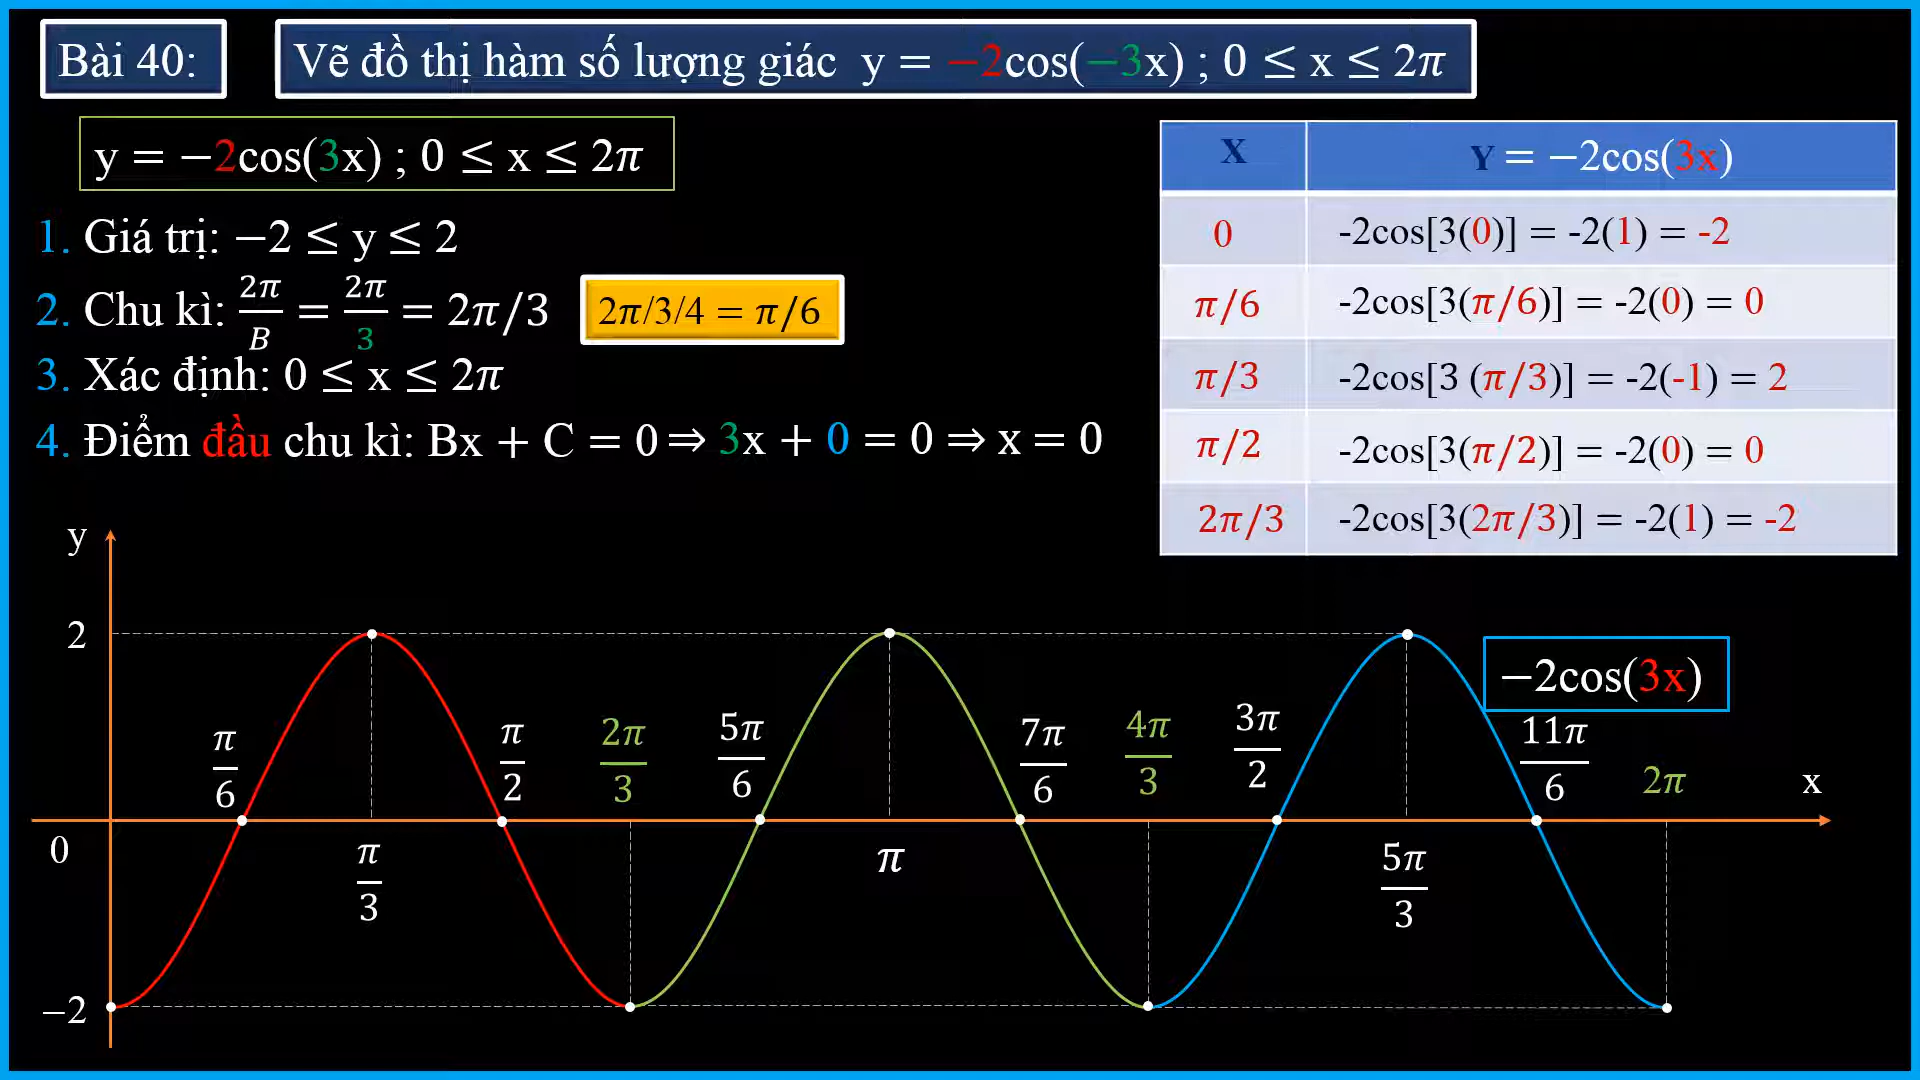 Bài 40:
Vẽ đồ thị hàm số lượng giác y = −2cos(−3x) ; 0 ≤ x ≤ 2π
y = −2cos(3x) ; 0 ≤ x ≤ 2π
1. Giá trị: −2 ≤ y ≤ 2
2. Chu kì: 2π/B = 2π/3 = 2π/3
2π/3/4 = π/6
3. Xác định: 0 ≤ x ≤ 2π
4. Điểm đầu chu kì: Bx + C = 0 ⇒ 3x + 0 = 0 ⇒ x = 0
X Y = −2cos(3x)
0 -2cos[3(0)] = -2(1) = -2
π/6 -2cos[3(π/6)] = -2(0) = 0
π/3 -2cos[3 (π/3)] = -2(-1) = 2
π/2 -2cos[3(π/2)] = -2(0) = 0
2π/3 -2cos[3(2π/3)] = -2(1) = -2
y
2
−2cos(3x)
π/6 π/2 2π/3 5π/6 7π/6 4π/3 3π/2 11π/6 2π x
0 π/3 π 5π/3
−2